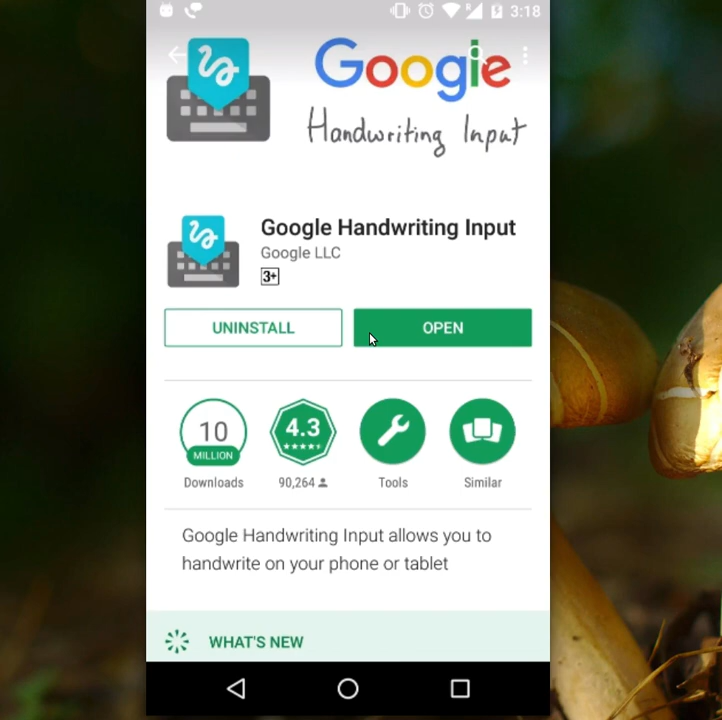 3:18
Google
Handwriting Input
Google Handwriting Input
Google LLC
3+
UNINSTALL
OPEN
10
MILLION
4.3
Downloads
90,264
Tools
Similar
Google Handwriting Input allows you to
handwrite on your phone or tablet
WHAT'S NEW